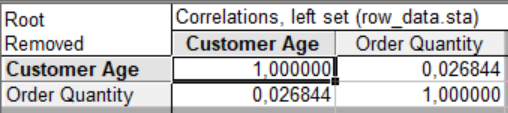 Root Correlations, left set (row_data.sta)
Removed Customer Age Order Quantity
Customer Age 1,000000 0,026844
Order Quantity 0,026844 1,000000